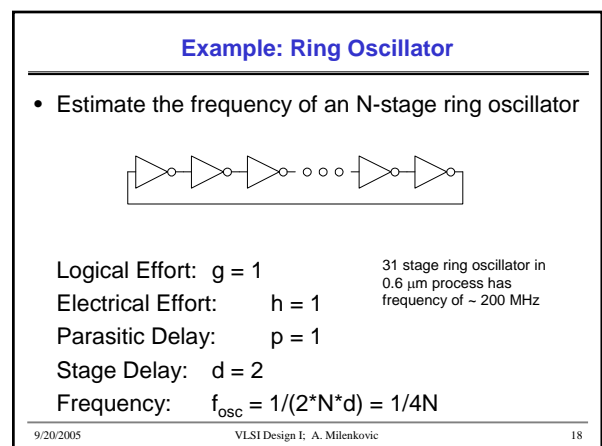 Example: Ring Oscillator
• Estimate the frequency of an N-stage ring oscillator
Logical Effort: g = 1
Electrical Effort: h = 1
Parasitic Delay: p = 1
Stage Delay: d = 2
Frequency: fosc = 1/(2*N*d) = 1/4N
31 stage ring oscillator in
0.6 μm process has
frequency of ~ 200 MHz
9/20/2005 VLSI Design I; A. Milenkovic 18